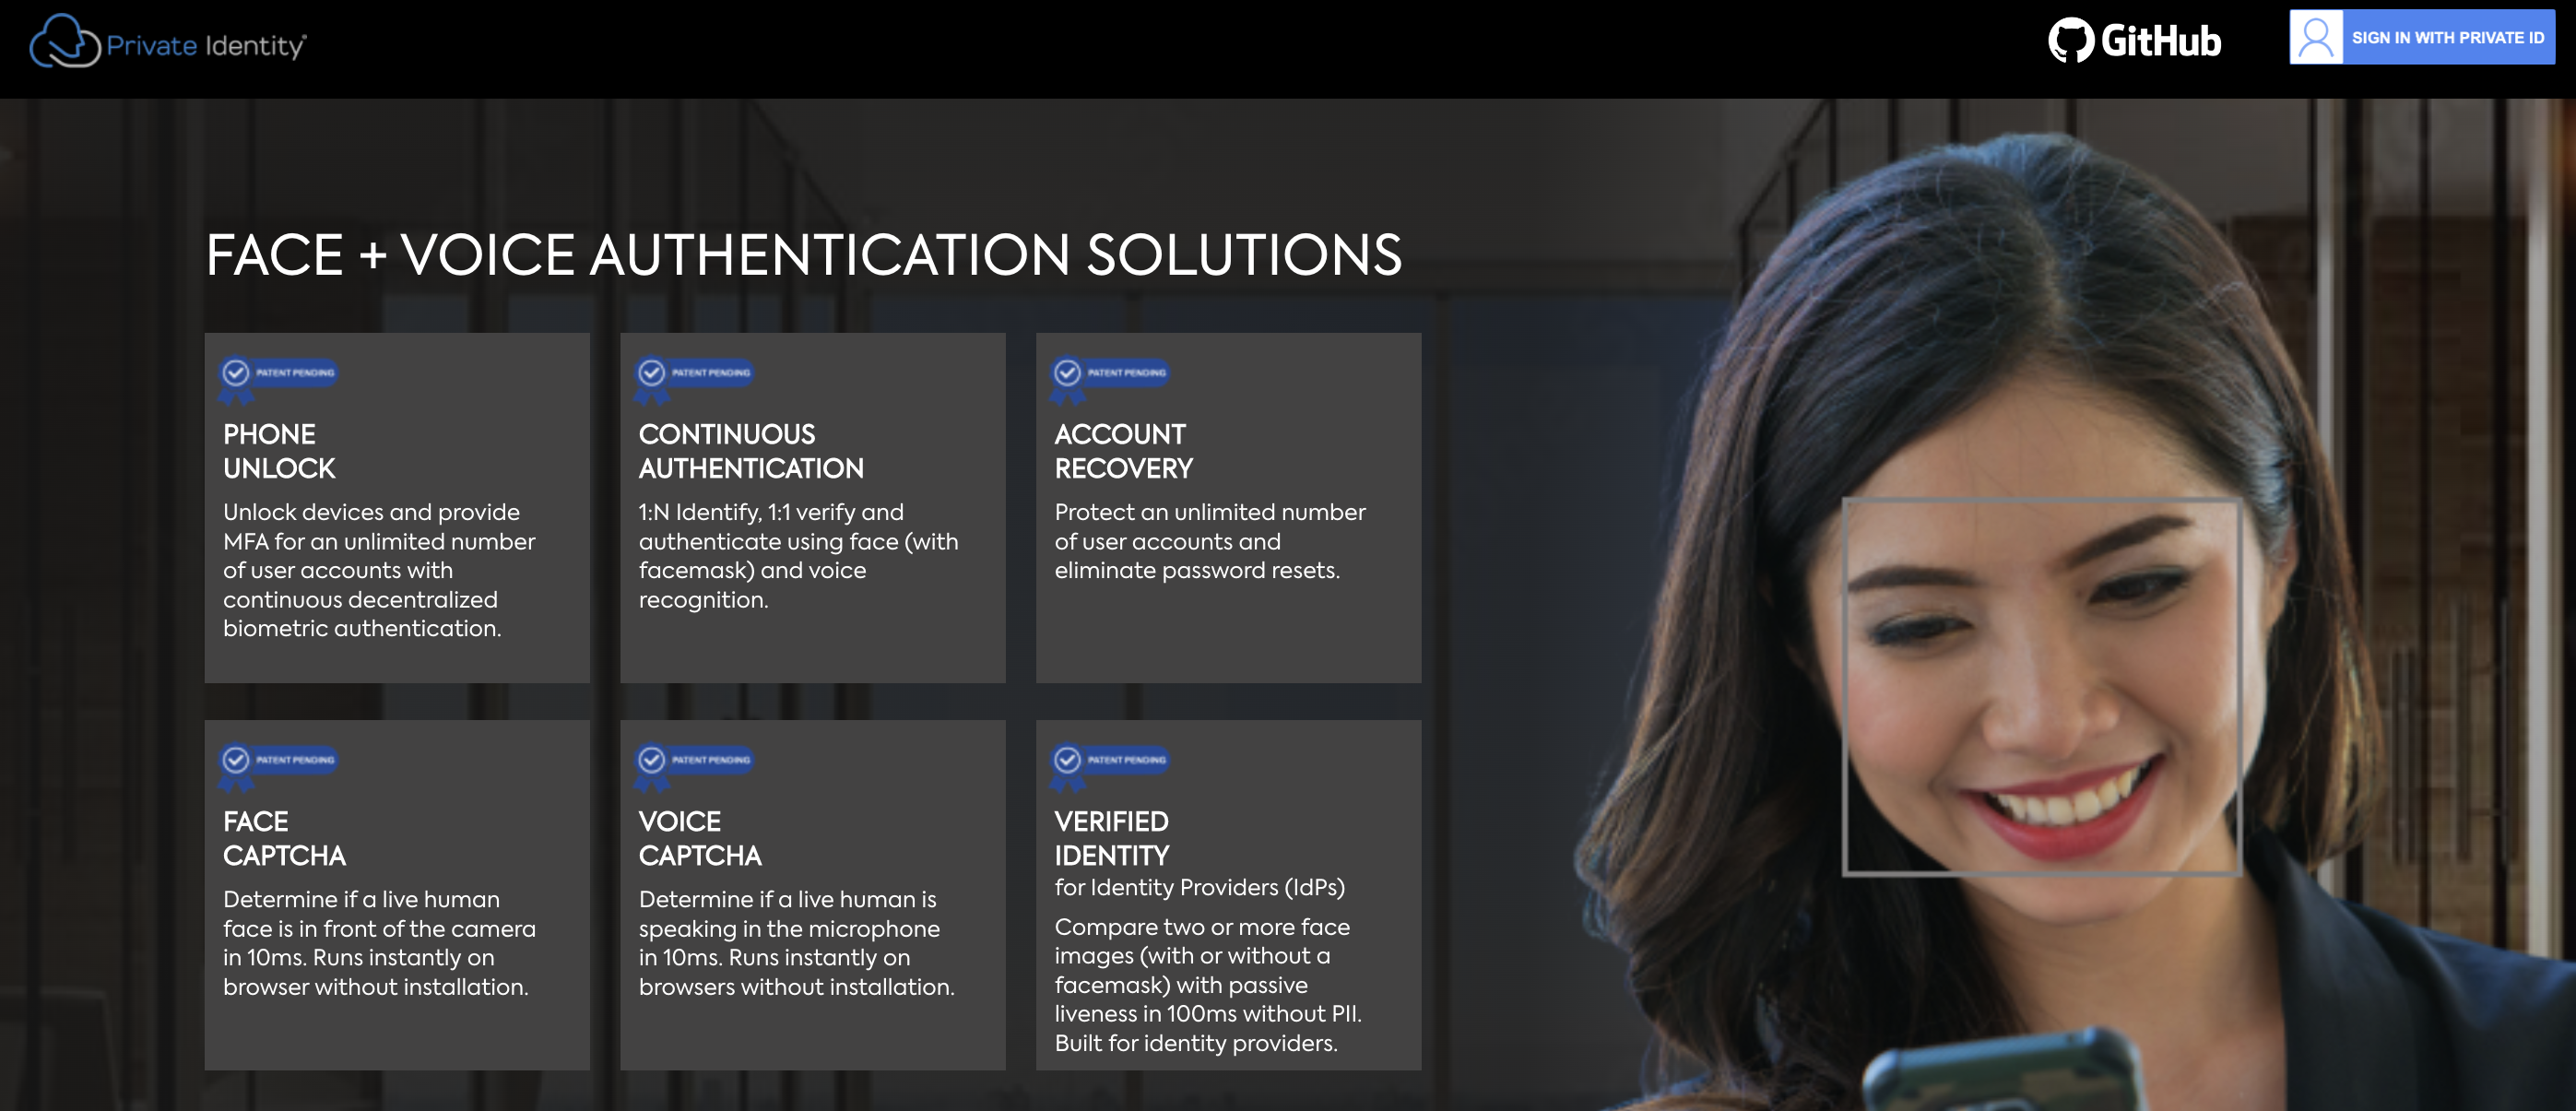 Private Identity®
GitHub
SIGN IN WITH PRIVATE ID
FACE + VOICE AUTHENTICATION SOLUTIONS
PATENT PENDING
PHONE
UNLOCK
Unlock devices and provide
MFA for an unlimited number
of user accounts with
continuous decentralized
biometric authentication.
PATENT PENDING
CONTINUOUS
AUTHENTICATION
1:N Identify, 1:1 verify and
authenticate using face (with
facemask) and voice
recognition.
PATENT PENDING
ACCOUNT
RECOVERY
Protect an unlimited number
of user accounts and
eliminate password resets.
PATENT PENDING
FACE
CAPTCHA
Determine if a live human
face is in front of the camera
in 10ms. Runs instantly on
browser without installation.
PATENT PENDING
VOICE
CAPTCHA
Determine if a live human is
speaking in the microphone
in 10ms. Runs instantly on
browsers without installation.
PATENT PENDING
VERIFIED
IDENTITY
for Identity Providers (IdPs)
Compare two or more face
images (with or without a
facemask) with passive
liveness in 100ms without PII.
Built for identity providers.